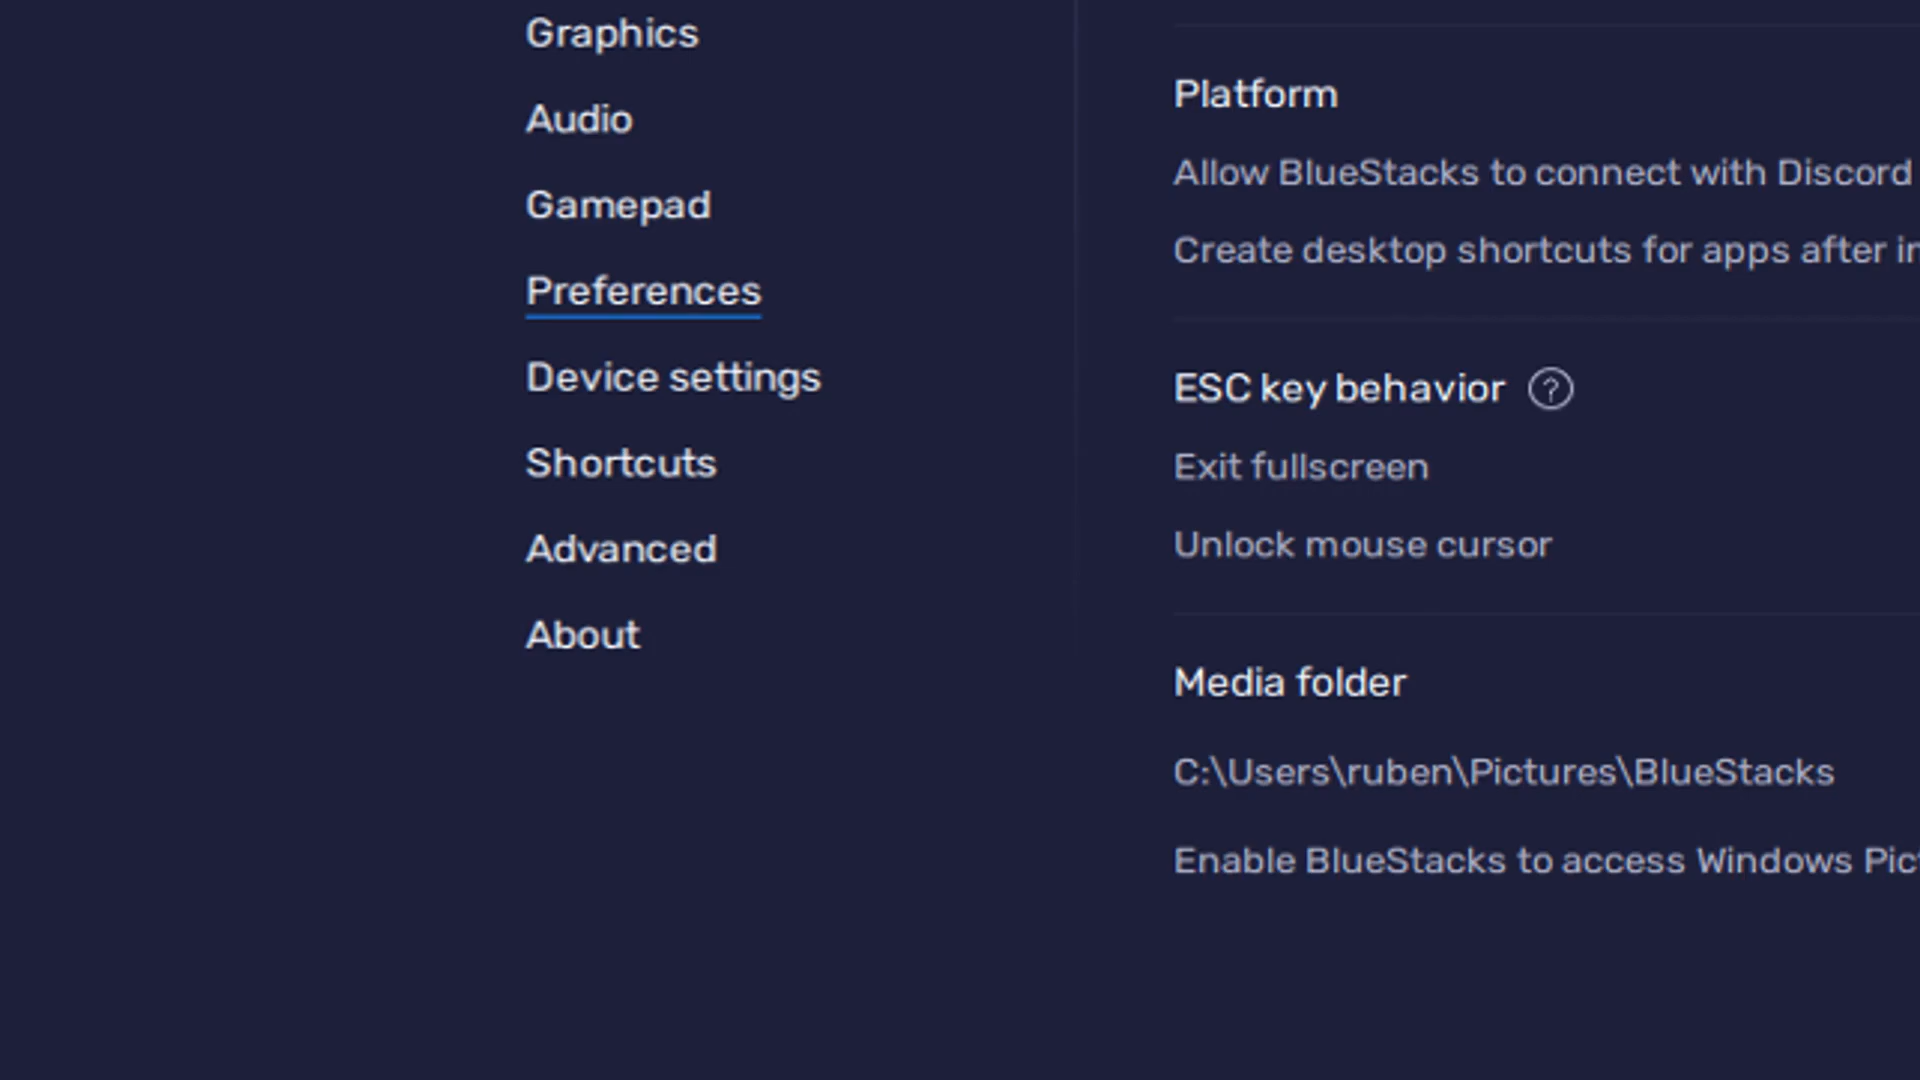 Graphics
Audio
Gamepad
Preferences
Device settings
Shortcuts
Advanced
About
Platform
Allow BlueStacks to connect with Discord
Create desktop shortcuts for apps after
ESC key behavior ?
Exit fullscreen
Unlock mouse cursor
Media folder
C:\Users\ruben\Pictures\BlueStacks
Enable BlueStacks to access Windows